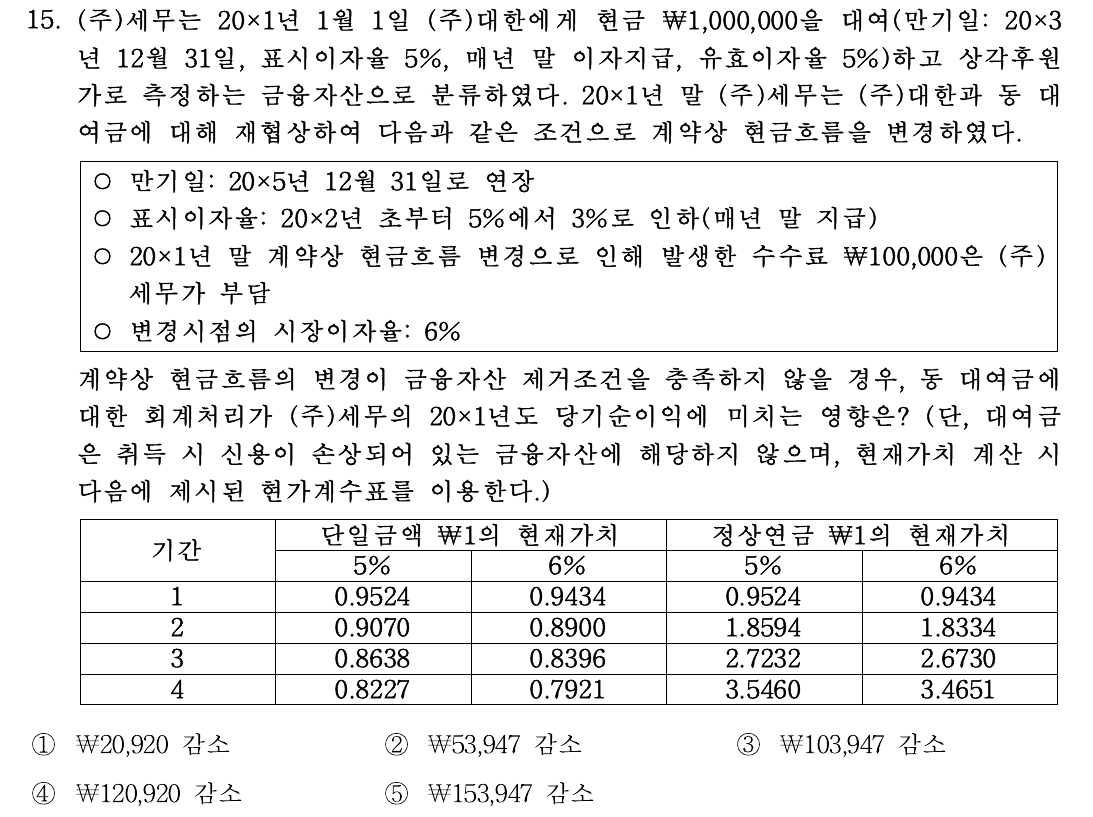 15. (주)세무는 20×1년 1월 1일 (주)대한에게 현금 ₩1,000,000을 대여(만기일: 20×3
년 12월 31일, 표시이자율 5%, 매년 말 이자지급, 유효이자율 5%)하고 상각후원
가로 측정하는 금융자산으로 분류하였다. 20×1년 말 (주)세무는 (주)대한과 동 대
여금에 대해 재협상하여 다음과 같은 조건으로 계약상 현금흐름을 변경하였다.
○ 만기일: 20×5년 12월 31일로 연장
○ 표시이자율: 20×2년 초부터 5%에서 3%로 인하(매년 말 지급)
○ 20×1년 말 계약상 현금흐름 변경으로 인해 발생한 수수료 ₩100,000은 (주)
세무가 부담
○ 변경시점의 시장이자율: 6%
계약상 현금흐름의 변경이 금융자산 제거조건을 충족하지 않을 경우, 동 대여금에
대한 회계처리가 (주)세무의 20×1년도 당기순이익에 미치는 영향은? (단, 대여금
은 취득 시 신용이 손상되어 있는 금융자산에 해당하지 않으며, 현재가치 계산 시
다음에 제시된 현가계수표를 이용한다.)
기간 단일금액 ₩1의 현재가치 정상연금 ₩1의 현재가치
5% 6% 5% 6%
1 0.9524 0.9434 0.9524 0.9434
2 0.9070 0.8900 1.8594 1.8334
3 0.8638 0.8396 2.7232 2.6730
4 0.8227 0.7921 3.5460 3.4651
① ₩20,920 감소 ② ₩53,947 감소 ③ ₩103,947 감소
④ ₩120,920 감소 ⑤ ₩153,947 감소